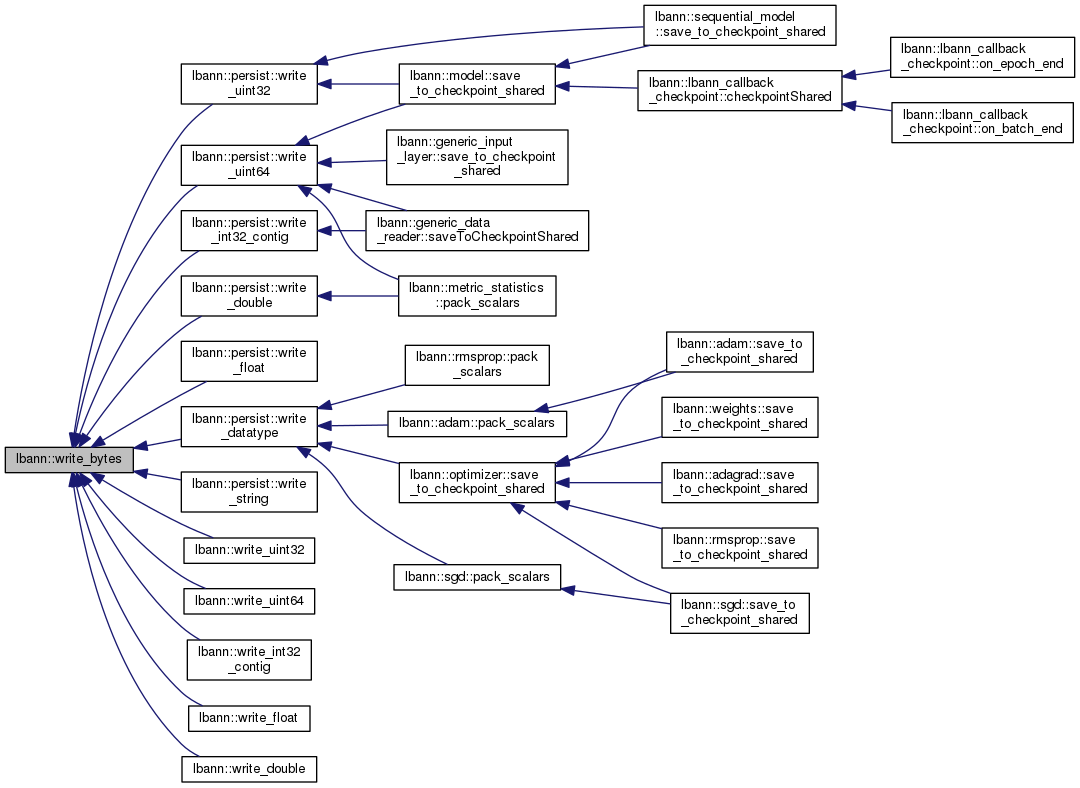 lbann::write_bytes
lbann::persist::write
_uint32
lbann::persist::write
_uint64
lbann::persist::write
_int32_contig
lbann::persist::write
_double
lbann::persist::write
_float
lbann::persist::write
_datatype
lbann::persist::write
_string
lbann::write_uint32
lbann::write_uint64
lbann::write_int32
_contig
lbann::write_float
lbann::write_double
lbann::model::save
_to_checkpoint_shared
lbann::generic_input
_layer::save_to_checkpoint
_shared
lbann::generic_data
_reader::saveToCheckpointShared
lbann::metric_statistics
::pack_scalars
lbann::rmsprop::pack
_scalars
lbann::adam::pack_scalars
lbann::optimizer::save
_to_checkpoint_shared
lbann::sgd::pack_scalars
lbann::sequential_model
::save_to_checkpoint_shared
lbann::lbann_callback
_checkpoint::checkpointShared
lbann::adam::save_to
_checkpoint_shared
lbann::weights::save
_to_checkpoint_shared
lbann::adagrad::save
_to_checkpoint_shared
lbann::rmsprop::save
_to_checkpoint_shared
lbann::sgd::save_to
_checkpoint_shared
lbann::lbann_callback
_checkpoint::on_epoch_end
lbann::lbann_callback
_checkpoint::on_batch_end